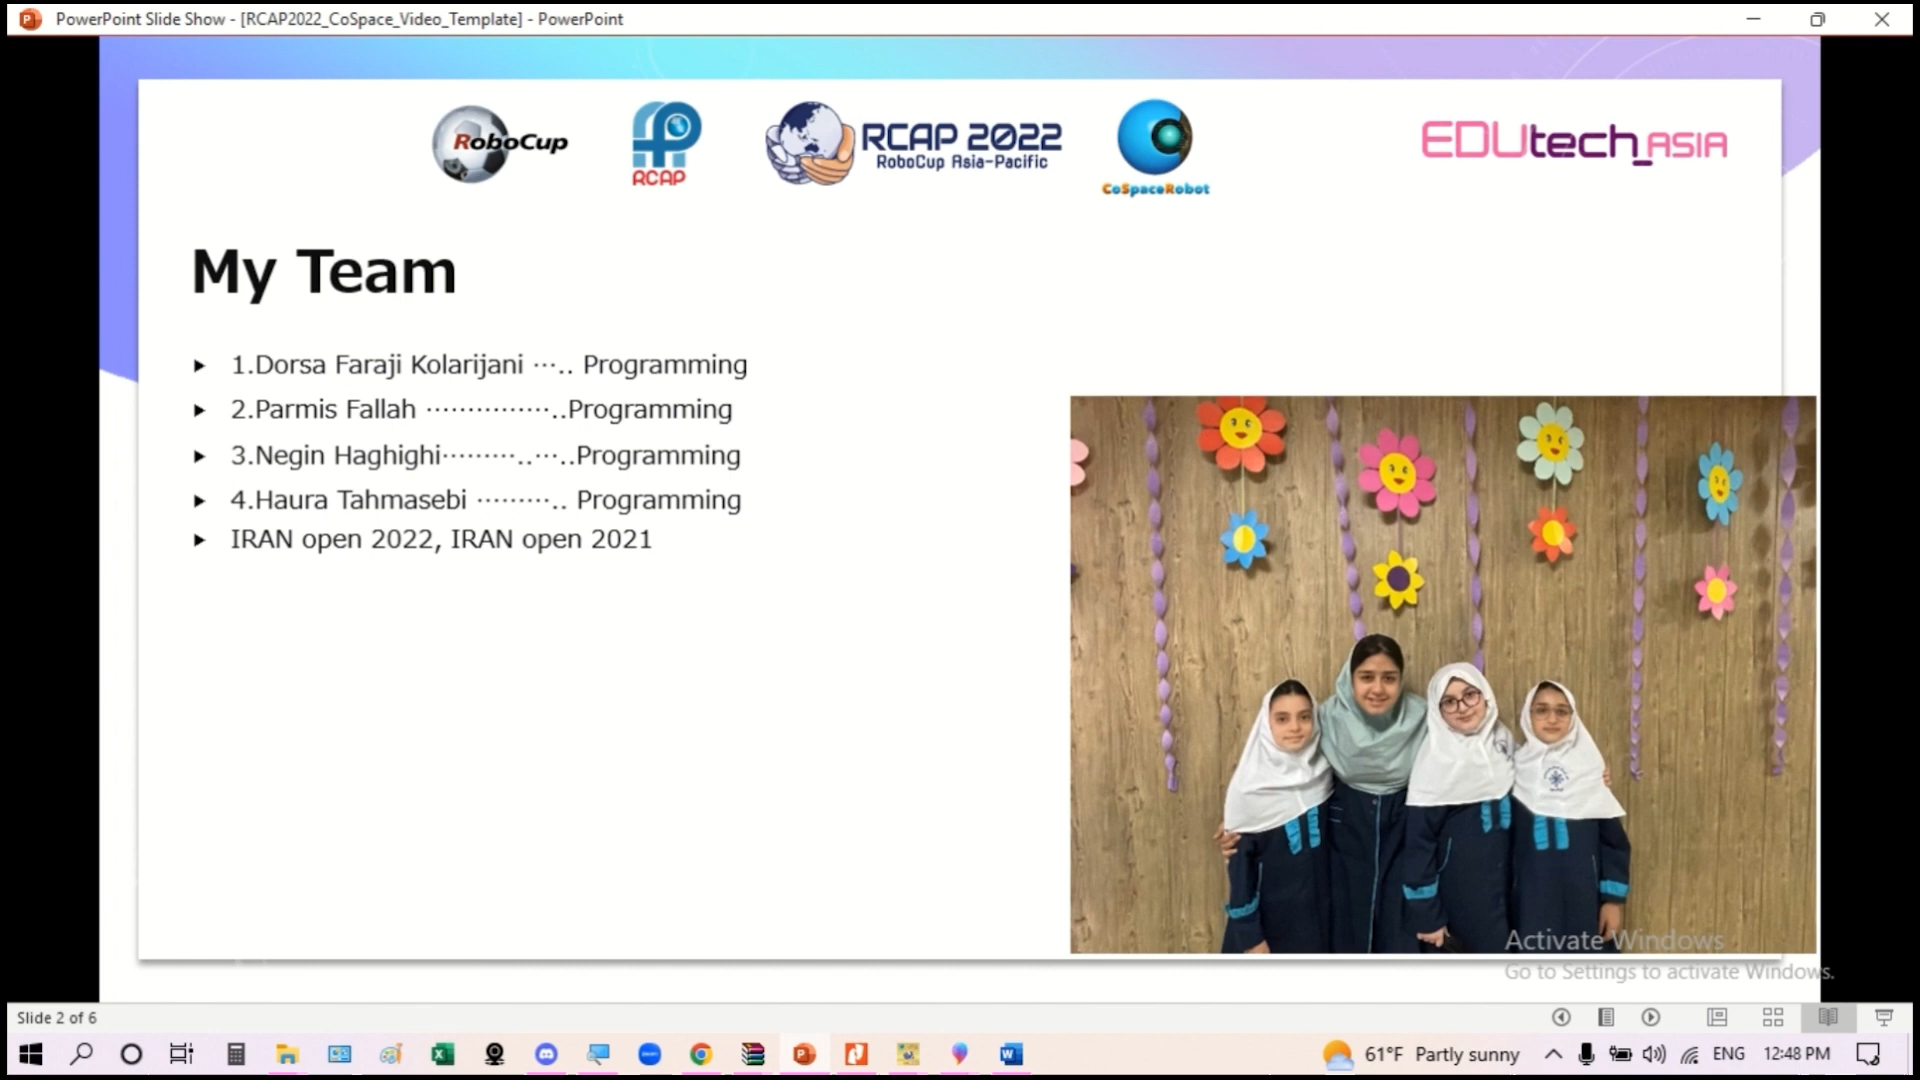 PowerPoint Slide Show - [RCAP2022_CoSpace_Video_Template] - PowerPoint
RoboCup
RCAP
RCAP 2022
RoboCup Asia-Pacific
CoSpaceRobot
EDUtech_ASIA
My Team
1.Dorsa Faraji Kolarijani ….. Programming
2.Parmis Fallah ……………..Programming
3.Negin Haghighi………..…..Programming
4.Haura Tahmasebi ……….. Programming
IRAN open 2022, IRAN open 2021
Activate Windows
Go to Settings to activate Windows.
Slide 2 of 6
61°F Partly sunny
ENG
12:48 PM